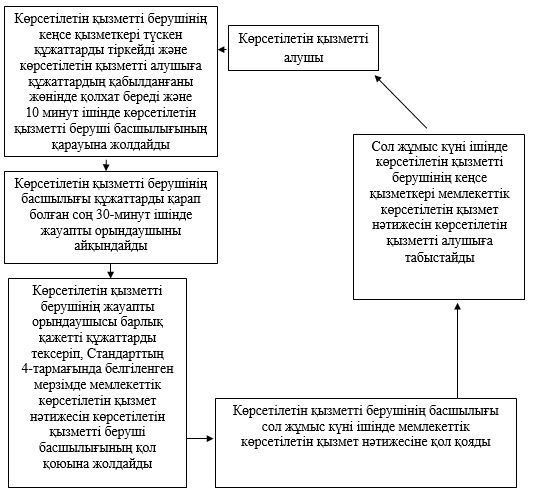 Көрсетілетін қызметті
алушы
Көрсетілетін қызметті берушінің
кеңсе қызметкері түскен
құжаттарды тіркейді және
көрсетілетін қызметті алушыға
құжаттардың қабылданғаны
жөнінде қолхат береді және
10 минут ішінде көрсетілетін
қызметті беруші басшылығының
қарауына жолдайды
Көрсетілетін қызметті берушінің
басшылығы құжаттарды қарап
болған соң 30-минут ішінде
жауапты орындаушыны
айқындайды
Көрсетілетін қызметті
берушінің жауапты
орындаушысы барлық
қажетті құжаттарды
тексеріп, Стандарттың
4-тармағында белгіленген
мерзімде мемлекеттік
көрсетілетін қызмет
нәтижесін көрсетілетін
қызметті беруші
басшылығының қол
қоюына жолдайды
Көрсетілетін қызметті берушінің басшылығы
сол жұмыс күні ішінде мемлекеттік
көрсетілетін қызмет нәтижесіне қол қояды
Сол жұмыс күні ішінде
көрсетілетін қызметті
берушінің кеңсе
қызметкері мемлекеттік
көрсетілетін қызмет
нәтижесін көрсетілетін
қызметті алушыға
табыстайды